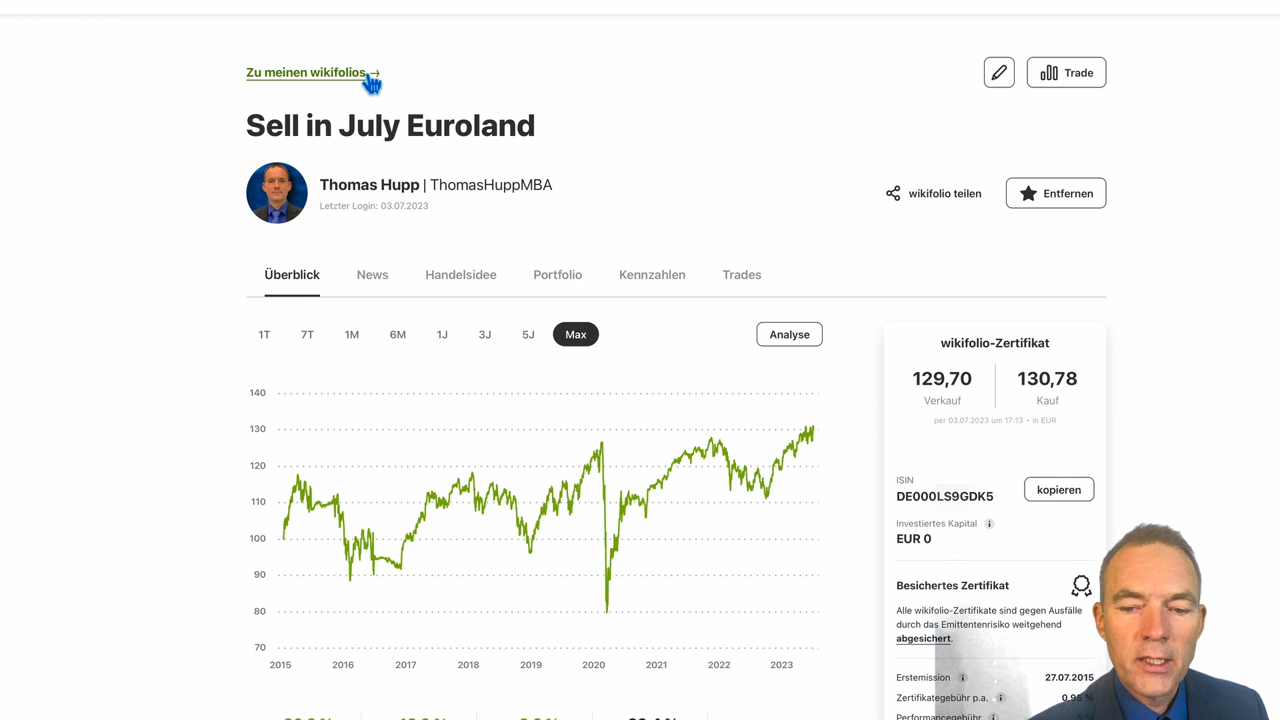 Zu meinen wikifolios →
Trade
Sell in July Euroland
Thomas Hupp | ThomasHuppMBA
Letzter Login: 03.07.2023
wikifolio teilen
Entfernen
Überblick
News
Handelsidee
Portfolio
Kennzahlen
Trades
1T
7T
1M
6M
1J
3J
5J
Max
Analyse
140
130
120
110
100
90
80
70
2015
2016
2017
2018
2019
2020
2021
2022
2023
wikifolio-Zertifikat
129,70
130,78
Verkauf
Kauf
per 03.07.2023 um 17:13 • in EUR
ISIN
DE000LS9GDK5
kopieren
Investiertes Kapital
EUR 0
Besichertes Zertifikat
Alle wikifolio-Zertifikate sind gegen Ausfälle
durch das Emittentenrisiko weitgehend
abgesichert.
Erstemission
27.07.2015
Zertifikategebühr p.a.
0,95 %
Performancegebühr